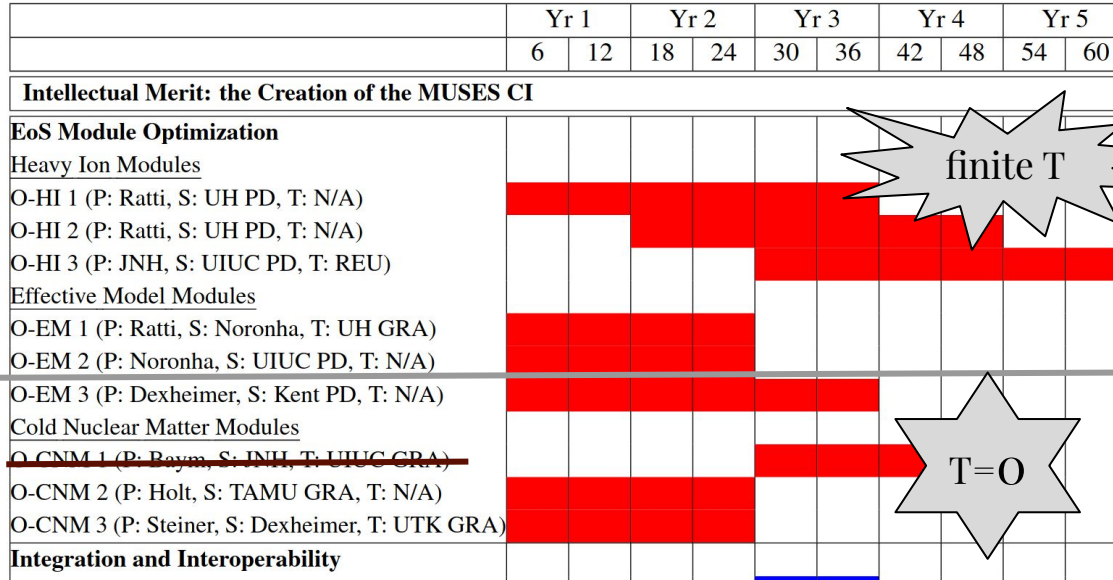 Yr 1 Yr 2 Yr 3 Yr 4 Yr 5
6 12 18 24 30 36 42 48 54 60
Intellectual Merit: the Creation of the MUSES CI
EoS Module Optimization
Heavy Ion Modules
finite T
O-HI 1 (P: Ratti, S: UH PD, T: N/A)
O-HI 2 (P: Ratti, S: UH PD, T: N/A)
O-HI 3 (P: JNH, S: UIUC PD, T: REU)
Effective Model Modules
O-EM 1 (P: Ratti, S: Noronha, T: UH GRA)
O-EM 2 (P: Noronha, S: UIUC PD, T: N/A)
O-EM 3 (P: Dexheimer, S: Kent PD, T: N/A)
Cold Nuclear Matter Modules
O-CNM 1 (P: Baym, S: JNH, T: UIUC GRA)
T=0
O-CNM 2 (P: Holt, S: TAMU GRA, T: N/A)
O-CNM 3 (P: Steiner, S: Dexheimer, T: UTK GRA)
Integration and Interoperability